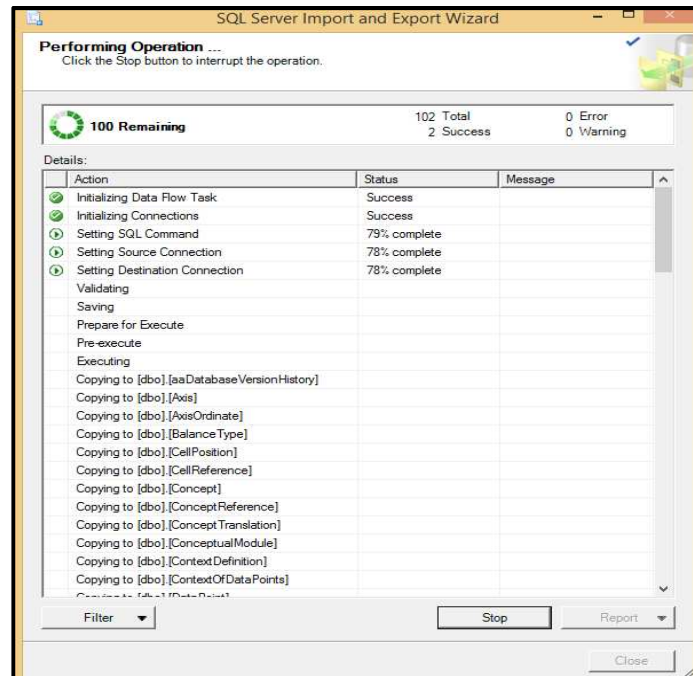 SQL Server Import and Export Wizard
Performing Operation ...
Click the Stop button to interrupt the operation.
100 Remaining
102 Total
0 Error
2 Success
0 Warning
Details:
Action Status Message
Initializing Data Flow Task Success
Initializing Connections Success
Setting SQL Command 79% complete
Setting Source Connection 78% complete
Setting Destination Connection 78% complete
Validating
Saving
Prepare for Execute
Pre-execute
Executing
Copying to [dbo].[aaDatabaseVersionHistory]
Copying to [dbo].[Axis]
Copying to [dbo].[AxisOrdinate]
Copying to [dbo].[BalanceType]
Copying to [dbo].[CellPosition]
Copying to [dbo].[CellReference]
Copying to [dbo].[Concept]
Copying to [dbo].[ConceptReference]
Copying to [dbo].[ConceptTranslation]
Copying to [dbo].[ConceptualModule]
Copying to [dbo].[ContextDefinition]
Copying to [dbo].[ContextOfDataPoints]
Copying to [dbo].[DataPoint]
Filter Stop Report
Close